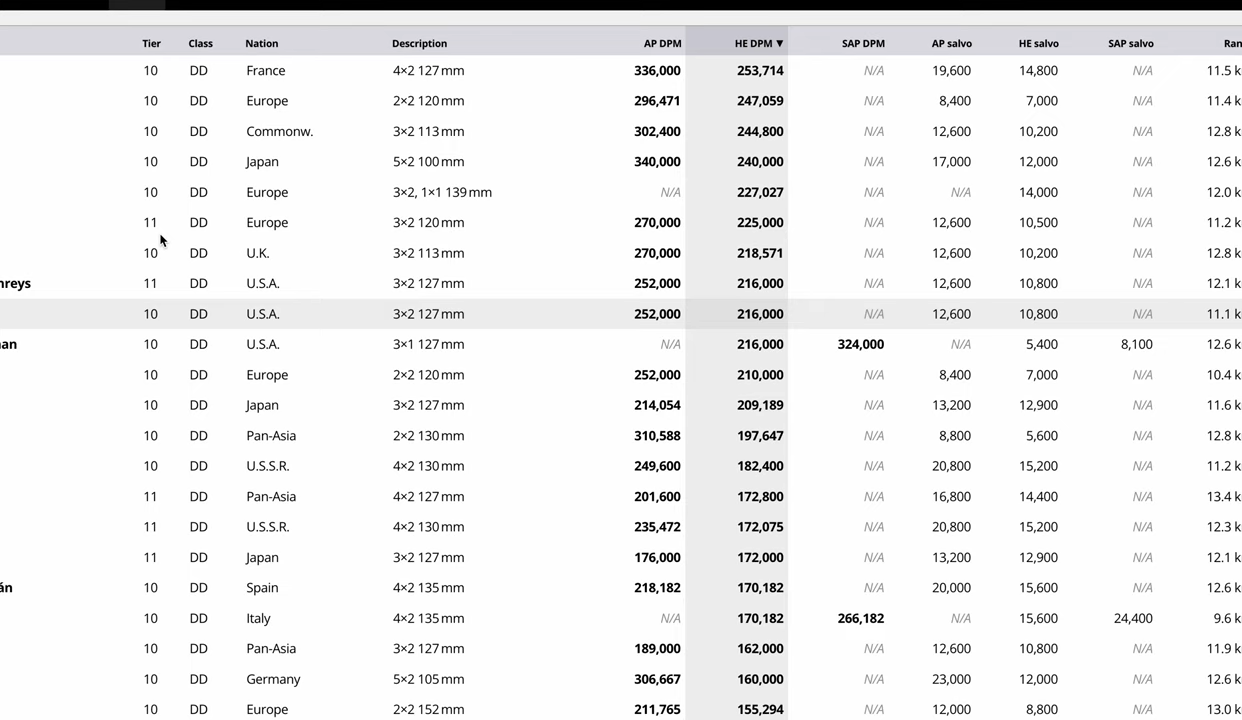 Tier Class Nation Description AP DPM HE DPM ▼ SAP DPM AP salvo HE salvo SAP salvo Ran
10 DD France 4×2 127 mm 336,000 253,714 N/A 19,600 14,800 N/A 11.5 k
10 DD Europe 2×2 120 mm 296,471 247,059 N/A 8,400 7,000 N/A 11.4 k
10 DD Commonw. 3×2 113 mm 302,400 244,800 N/A 12,600 10,200 N/A 12.8 k
10 DD Japan 5×2 100 mm 340,000 240,000 N/A 17,000 12,000 N/A 12.6 k
10 DD Europe 3×2, 1×1 139 mm N/A 227,027 N/A N/A 14,000 N/A 12.0 k
11 DD Europe 3×2 120 mm 270,000 225,000 N/A 12,600 10,500 N/A 11.2 k
10 DD U.K. 3×2 113 mm 270,000 218,571 N/A 12,600 10,200 N/A 12.8 k
hreys 11 DD U.S.A. 3×2 127 mm 252,000 216,000 N/A 12,600 10,800 N/A 12.1 k
10 DD U.S.A. 3×2 127 mm 252,000 216,000 N/A 12,600 10,800 N/A 11.1 k
nan 10 DD U.S.A. 3×1 127 mm N/A 216,000 324,000 N/A 5,400 8,100 12.6 k
10 DD Europe 2×2 120 mm 252,000 210,000 N/A 8,400 7,000 N/A 10.4 k
10 DD Japan 3×2 127 mm 214,054 209,189 N/A 13,200 12,900 N/A 11.6 k
10 DD Pan-Asia 2×2 130 mm 310,588 197,647 N/A 8,800 5,600 N/A 12.8 k
10 DD U.S.S.R. 4×2 130 mm 249,600 182,400 N/A 20,800 15,200 N/A 11.2 k
11 DD Pan-Asia 4×2 127 mm 201,600 172,800 N/A 16,800 14,400 N/A 13.4 k
11 DD U.S.S.R. 4×2 130 mm 235,472 172,075 N/A 20,800 15,200 N/A 12.3 k
11 DD Japan 3×2 127 mm 176,000 172,000 N/A 13,200 12,900 N/A 12.1 k
án 10 DD Spain 4×2 135 mm 218,182 170,182 N/A 20,000 15,600 N/A 12.6 k
10 DD Italy 4×2 135 mm N/A 170,182 266,182 N/A 15,600 24,400 9.6 k
10 DD Pan-Asia 3×2 127 mm 189,000 162,000 N/A 12,600 10,800 N/A 11.9 k
10 DD Germany 5×2 105 mm 306,667 160,000 N/A 23,000 12,000 N/A 12.6 k
10 DD Europe 2×2 152 mm 211,765 155,294 N/A 12,000 8,800 N/A 13.0 k